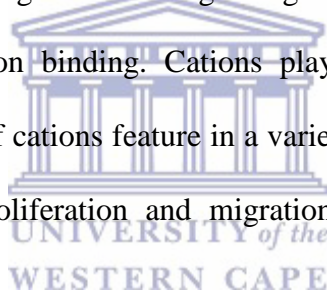 on binding. Cations play
f cations feature in a varie
oliferation and migration
UNIVERSITY of the
WESTERN CAPE